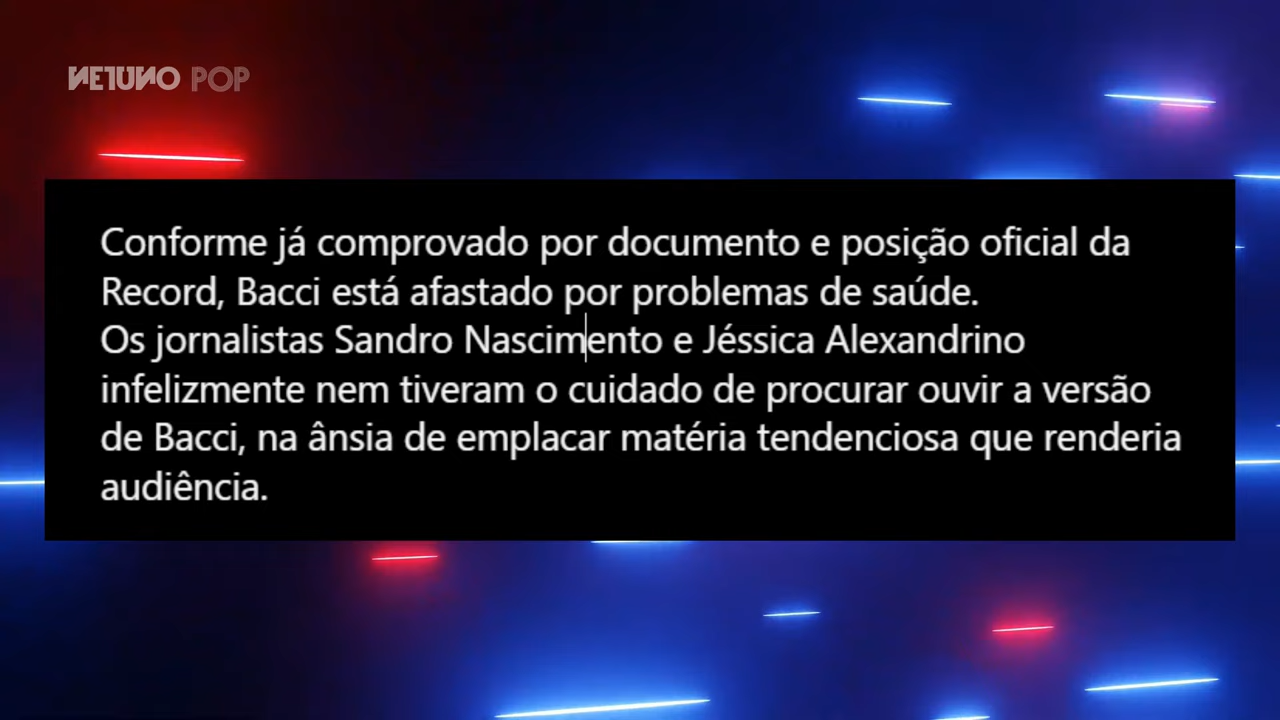 NETUNO POP
Conforme já comprovado por documento e posição oficial da
Record, Bacci está afastado por problemas de saúde.
Os jornalistas Sandro Nascimento e Jéssica Alexandrino
infelizmente nem tiveram o cuidado de procurar ouvir a versão
de Bacci, na ânsia de emplacar matéria tendenciosa que renderia
audiência.